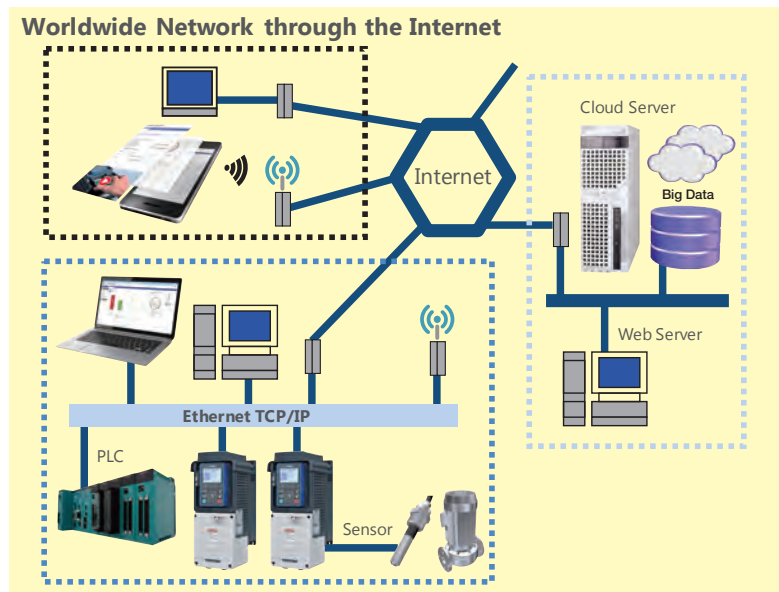 Worldwide Network through the Internet
Internet
Cloud Server
Big Data
Web Server
Ethernet TCP/IP
PLC
Sensor